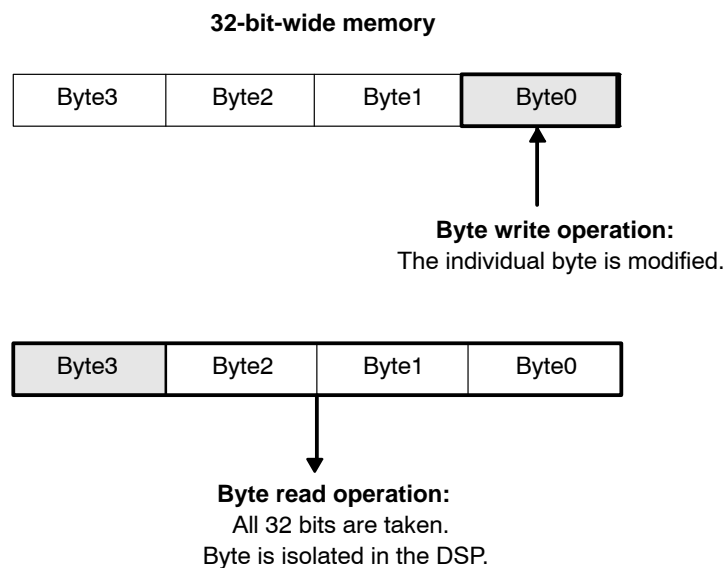 32-bit-wide memory
Byte3 Byte2 Byte1 Byte0
Byte write operation:
The individual byte is modified.
Byte3 Byte2 Byte1 Byte0
Byte read operation:
All 32 bits are taken.
Byte is isolated in the DSP.